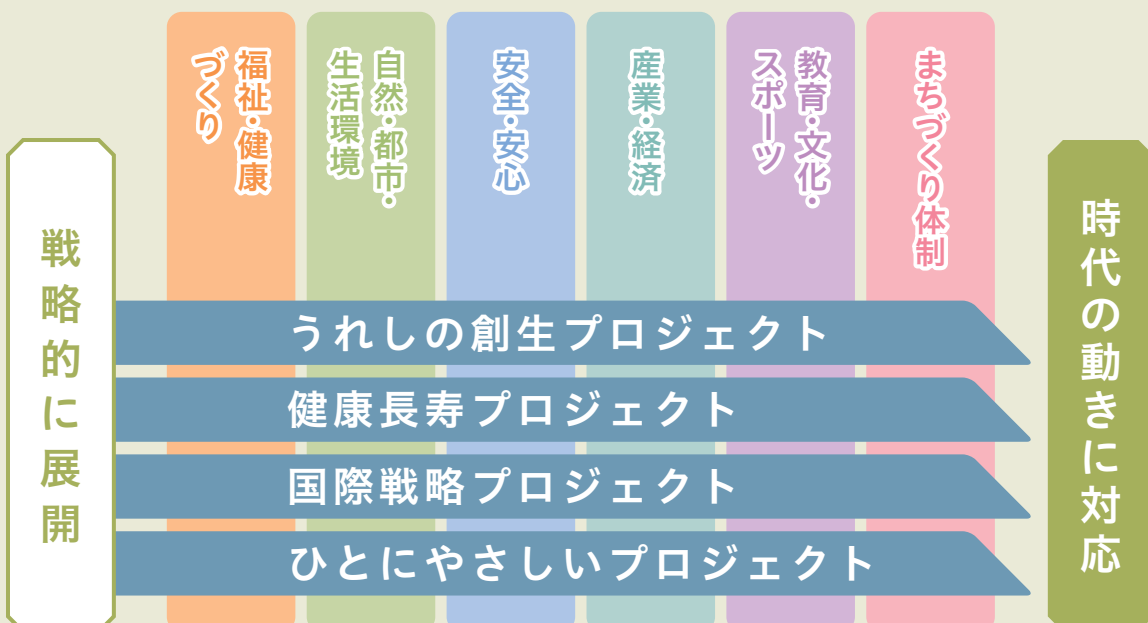 福祉・健康
づくり
自然・都市・
生活環境
安全・安心
産業・経済
教育・文化・
スポーツ
まちづくり体制
戦略的に展開
うれしの創生プロジェクト
健康長寿プロジェクト
国際戦略プロジェクト
ひとにやさしいプロジェクト
時代の動きに対応